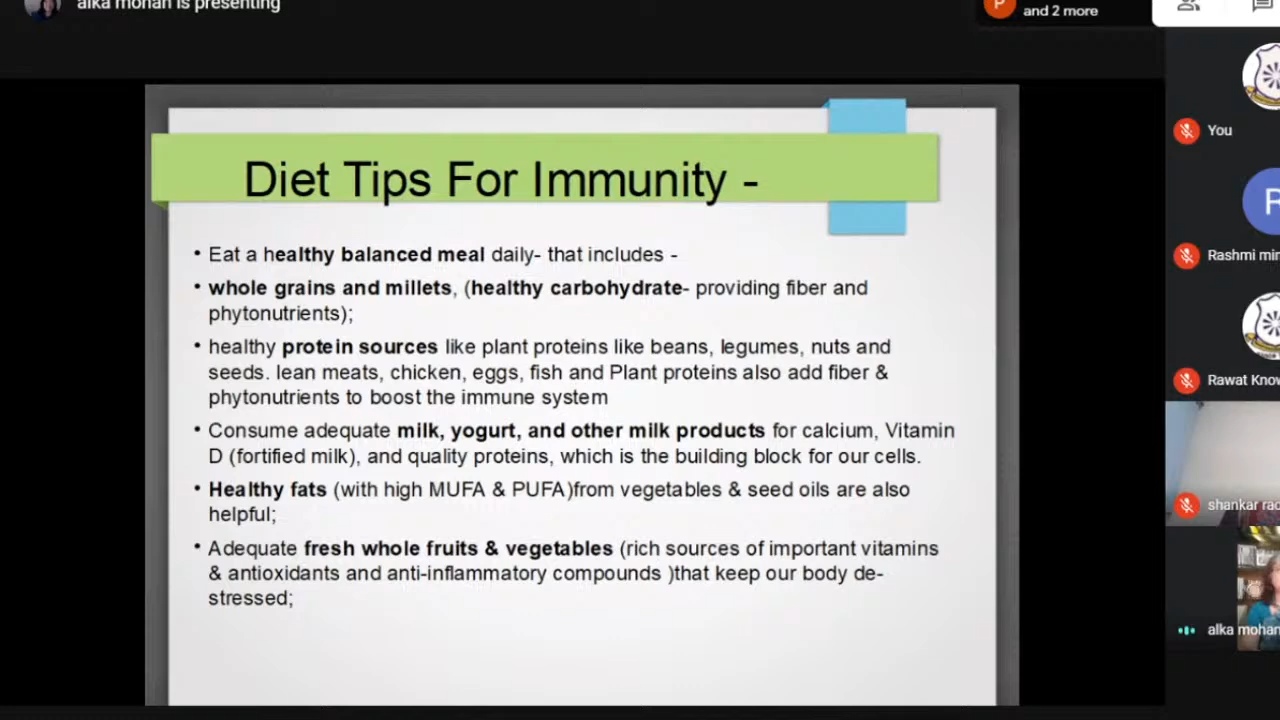 alka mohan is presenting
P
and 2 more
Diet Tips For Immunity -
• Eat a healthy balanced meal daily- that includes -
• whole grains and millets, (healthy carbohydrate- providing fiber and
phytonutrients);
• healthy protein sources like plant proteins like beans, legumes, nuts and
seeds. lean meats, chicken, eggs, fish and Plant proteins also add fiber &
phytonutrients to boost the immune system
• Consume adequate milk, yogurt, and other milk products for calcium, Vitamin
D (fortified milk), and quality proteins, which is the building block for our cells.
• Healthy fats (with high MUFA & PUFA)from vegetables & seed oils are also
helpful;
• Adequate fresh whole fruits & vegetables (rich sources of important vitamins
& antioxidants and anti-inflammatory compounds )that keep our body de-
stressed;
You
R
Rashmi
Rawat
shankar
alka mohan